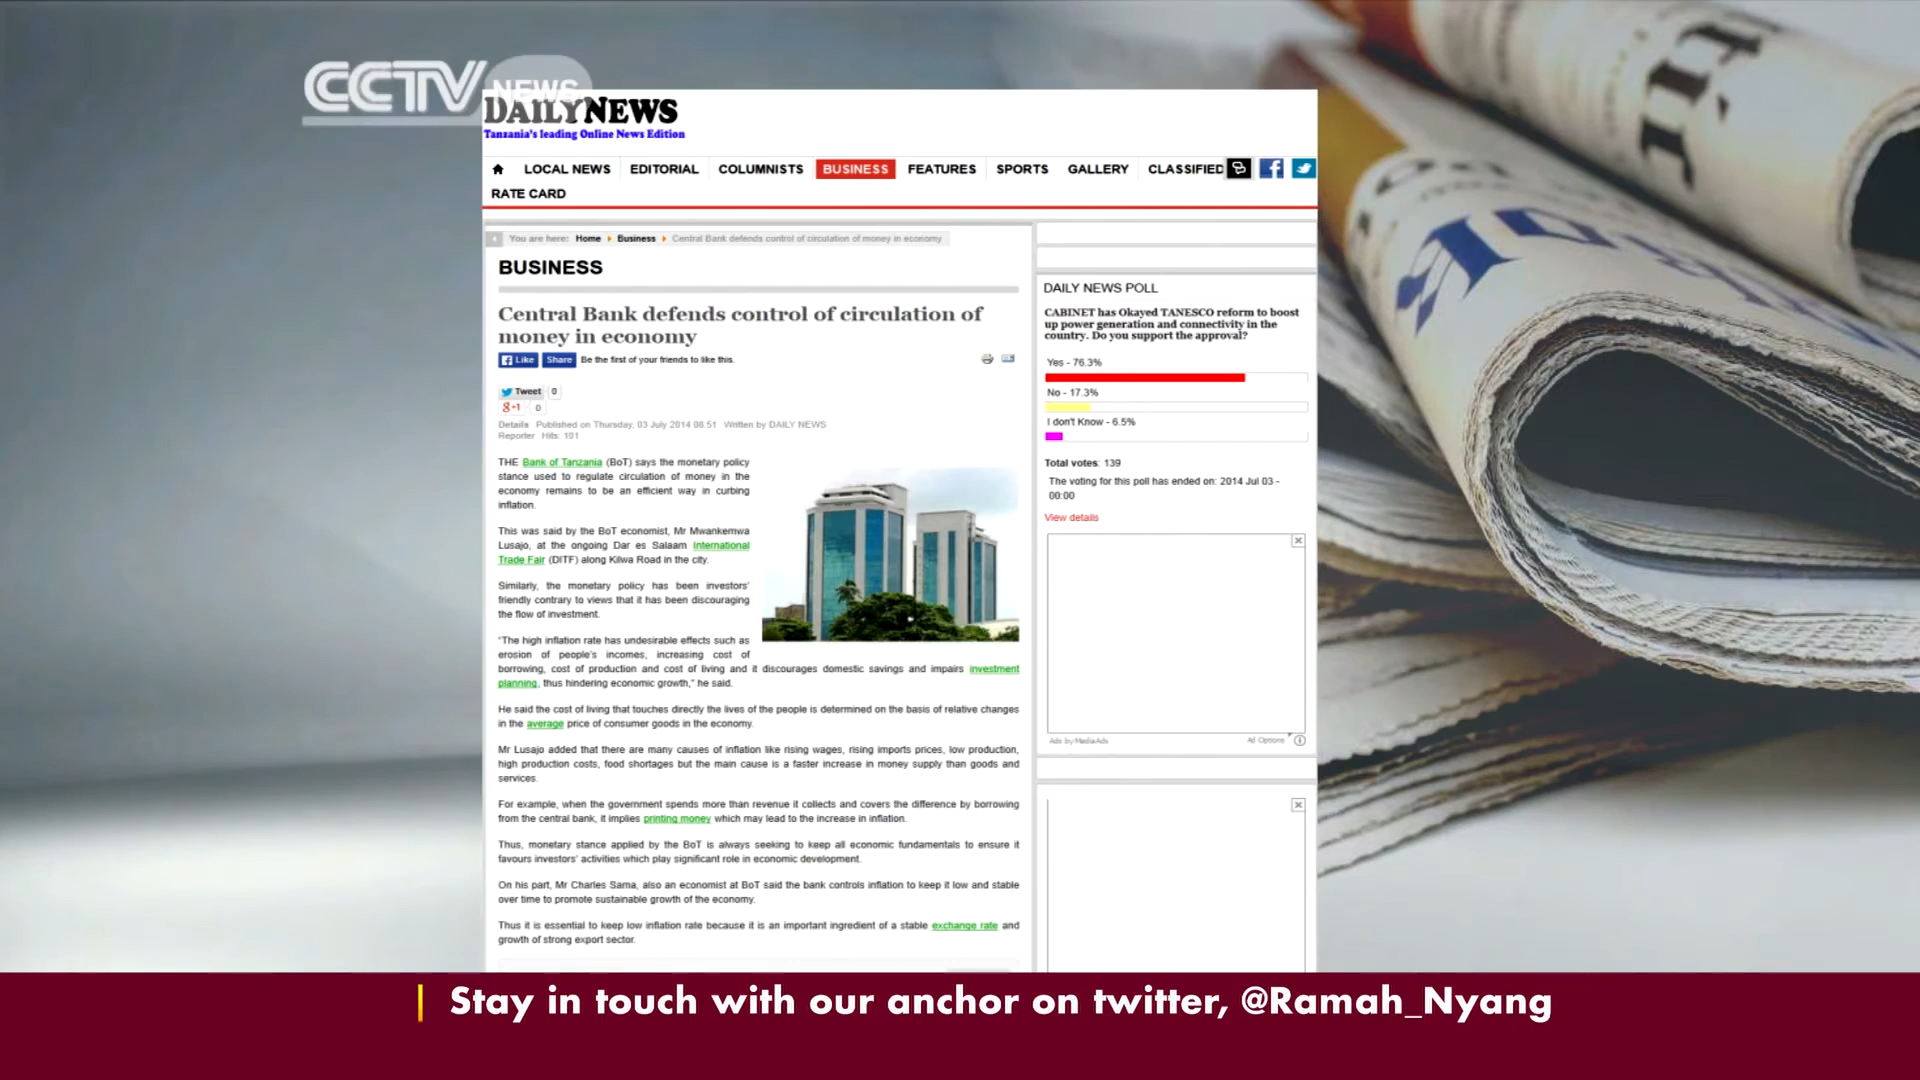 CCTV NEWS
DAILYNEWS
Tanzania's leading Online News Edition
LOCAL NEWS EDITORIAL COLUMNISTS BUSINESS FEATURES SPORTS GALLERY CLASSIFIED
RATE CARD
You are here: Home Business Central Bank defends control of circulation of money in economy
BUSINESS
Central Bank defends control of circulation of
money in economy
Like Share Be the first of your friends to like this.
Tweet 0
g+1 0
Details Published on Thursday, 03 July 2014 08:51 Written by DAILY NEWS
Reporter Hits: 101
THE Bank of Tanzania (BoT) says the monetary policy
stance used to regulate circulation of money in the
economy remains to be an efficient way in curbing
inflation.
This was said by the BoT economist, Mr Mwankemwa
Lusajo, at the ongoing Dar es Salaam International
Trade Fair (DITF) along Kilwa Road in the city.
Similarly, the monetary policy has been investors'
friendly contrary to views that it has been discouraging
the flow of investment.
"The high inflation rate has undesirable effects such as
erosion of people's incomes, increasing cost of
borrowing, cost of production and cost of living and it discourages domestic savings and impairs investment
planning, thus hindering economic growth," he said.
He said the cost of living that touches directly the lives of the people is determined on the basis of relative changes
in the average price of consumer goods in the economy.
Mr Lusajo added that there are many causes of inflation like rising wages, rising imports prices, low production,
high production costs, food shortages but the main cause is a faster increase in money supply than goods and
services.
For example, when the government spends more than revenue it collects and covers the difference by borrowing
from the central bank, it implies printing money which may lead to the increase in inflation.
Thus, monetary stance applied by the BoT is always seeking to keep all economic fundamentals to ensure it
favours investors' activities which play significant role in economic development.
On his part, Mr Charles Sama, also an economist at BoT said the bank controls inflation to keep it low and stable
over time to promote sustainable growth of the economy.
Thus it is essential to keep low inflation rate because it is an important ingredient of a stable exchange rate and
growth of strong export sector.
DAILY NEWS POLL
CABINET has Okayed TANESCO reform to boost
up power generation and connectivity in the
country. Do you support the approval?
Yes - 76.3%
No - 17.3%
I don't Know - 6.5%
Total votes: 139
The voting for this poll has ended on: 2014 Jul 03 -
00:00
View details
Ads by MediaAds Ad Options
| Stay in touch with our anchor on twitter, @Ramah_Nyang